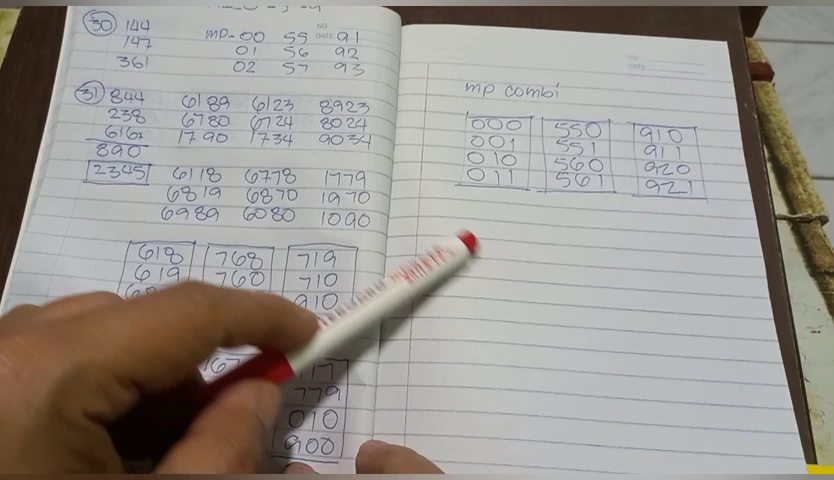 30 144 mp-00 55 NO 91
147 01 56 DATE: 92
361 02 57 93
31 844 6189 6123 8923
238 6780 6724 8024
6162 1790 1734 9034
890
2345 6118 6778 1779
6819 6870 1970
6989 6080 1090
618 768 719
619 760 710
910
167
779
010
900
NO
DATE:
mp combi
000 550 910
001 551 911
010 560 920
011 561 921